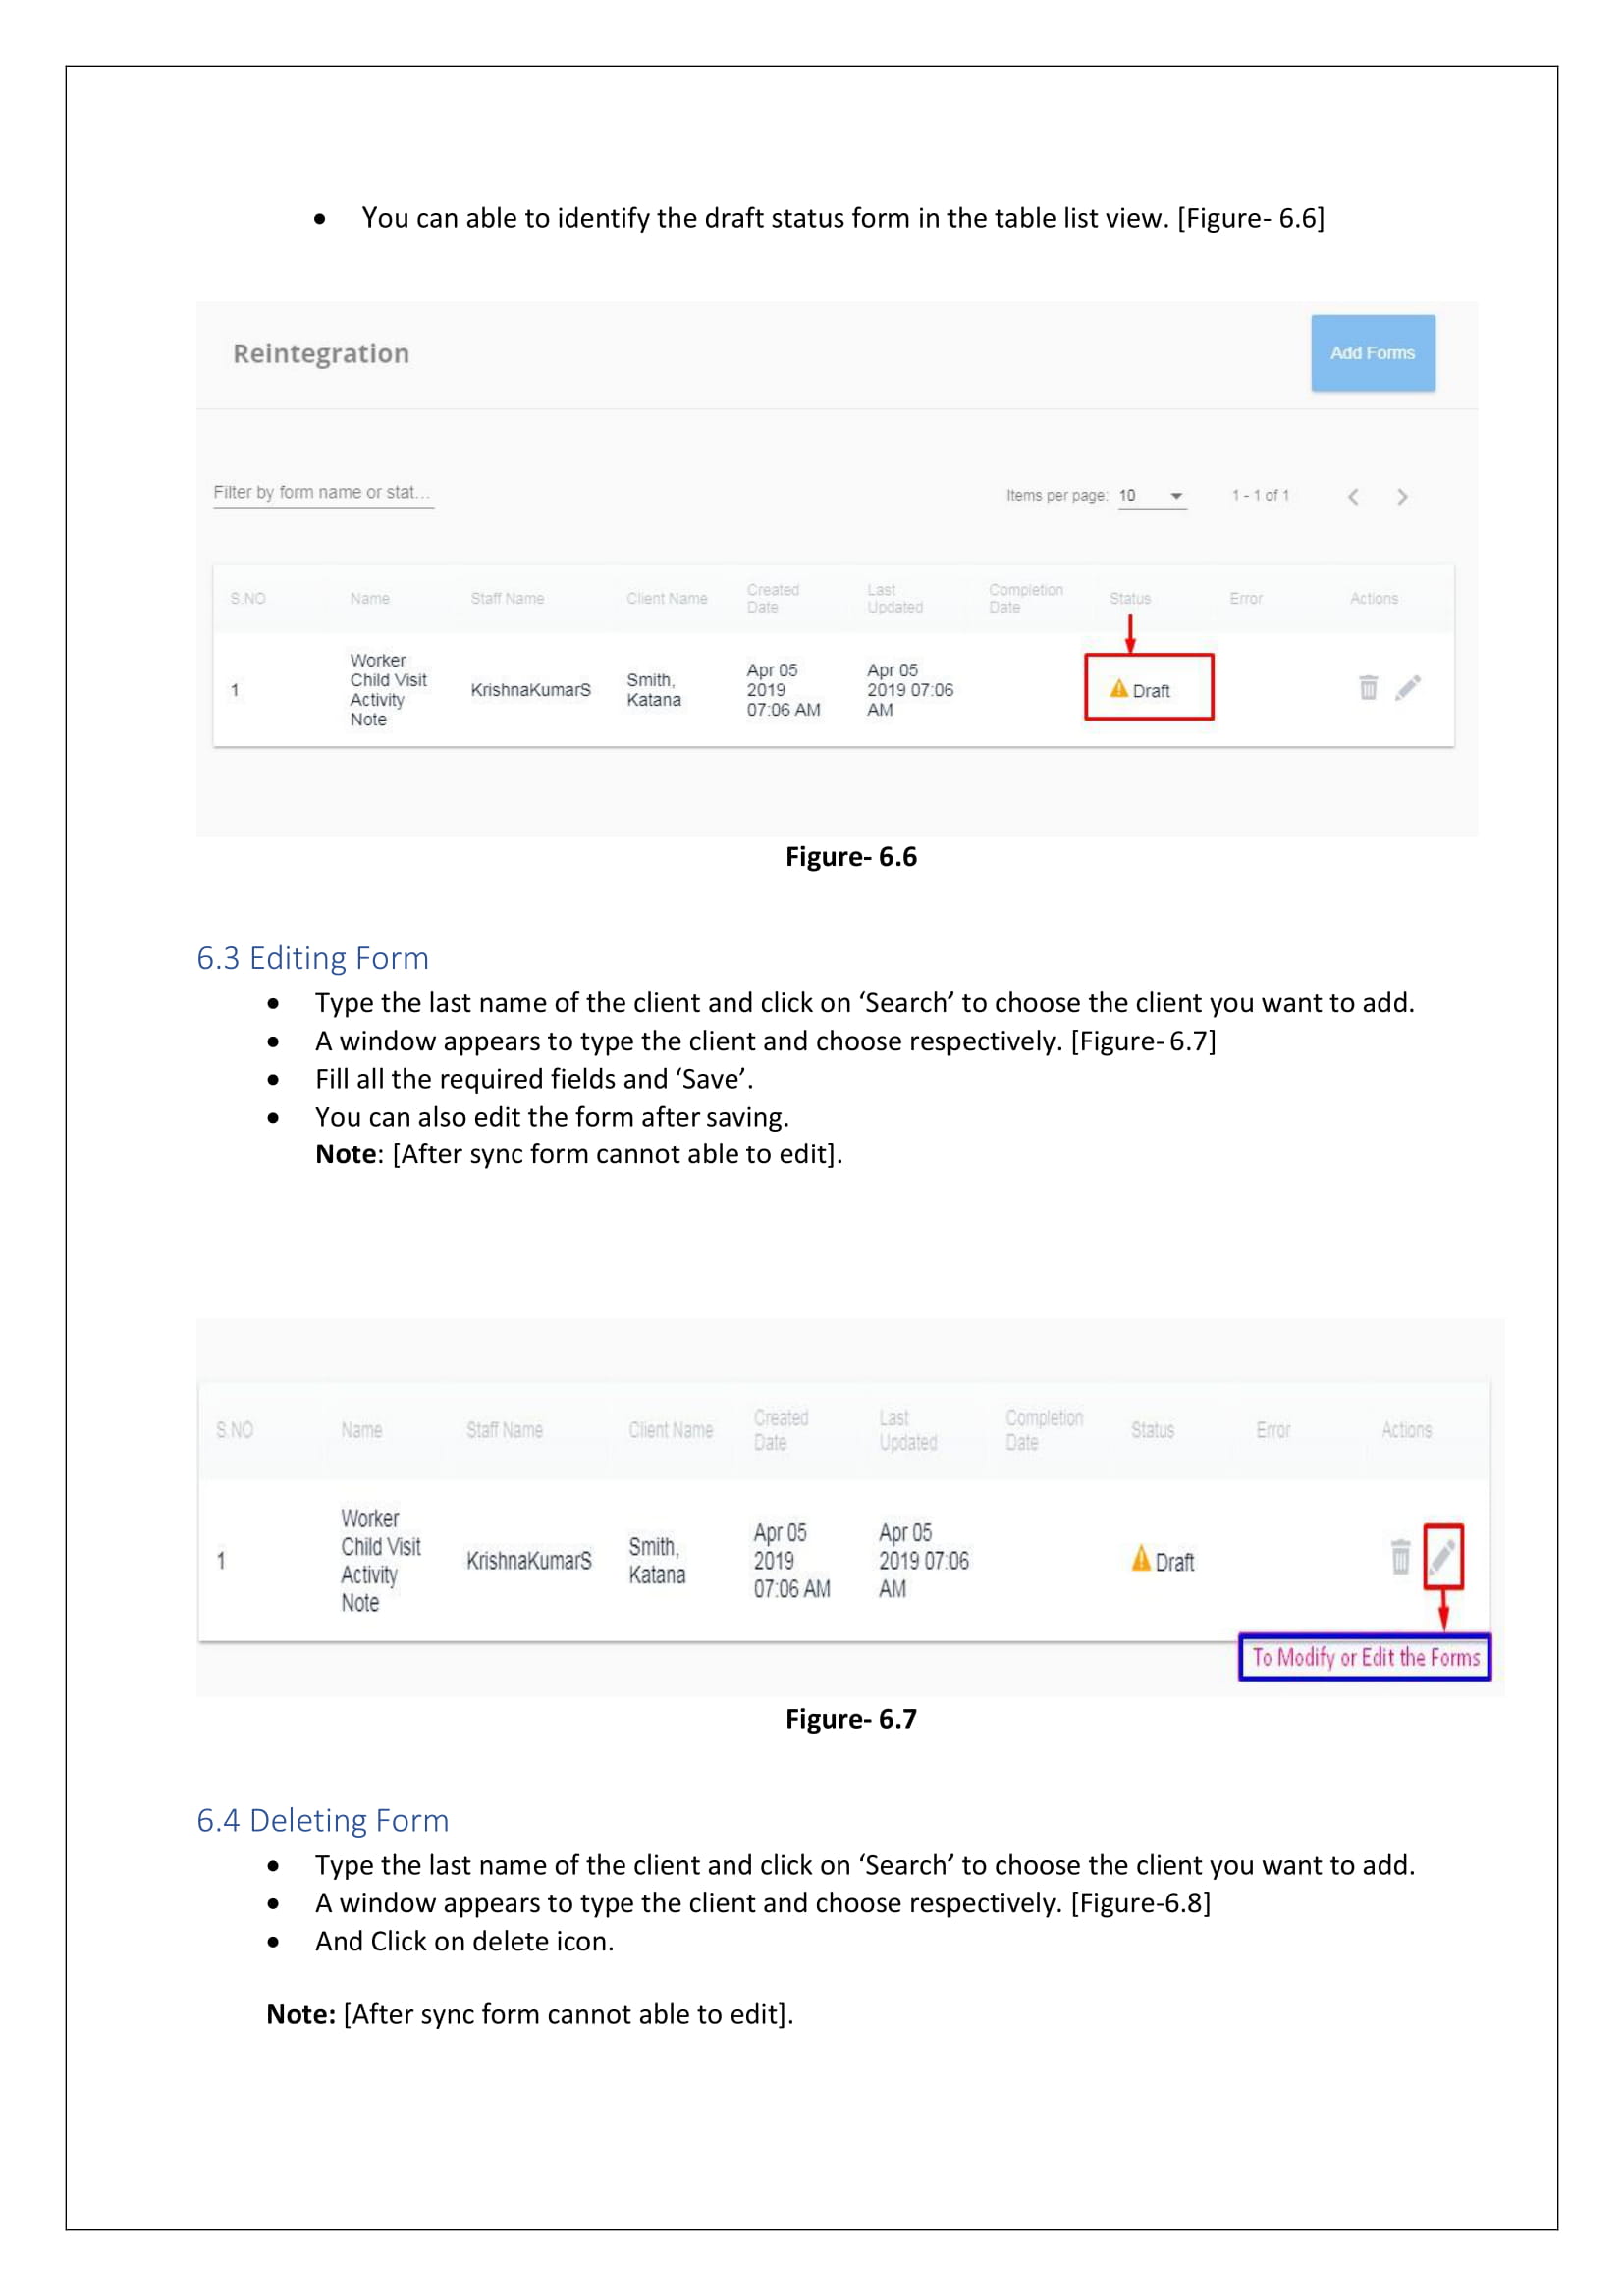 • You can able to identify the draft status form in the table list view. [Figure- 6.6]
Reintegration
Add Forms
Filter by form name or stat...
Items per page: 10
1 - 1 of 1
S.NO Name Staff Name Client Name Created Date Last Updated Completion Date Status Error Actions
1 Worker Child Visit Activity Note KrishnaKumarS Smith, Katana Apr 05 2019 07:06 AM Apr 05 2019 07:06 AM Draft
Figure- 6.6
6.3 Editing Form
• Type the last name of the client and click on ‘Search’ to choose the client you want to add.
• A window appears to type the client and choose respectively. [Figure- 6.7]
• Fill all the required fields and ‘Save’.
• You can also edit the form after saving.
Note: [After sync form cannot able to edit].
S.NO Name Staff Name Client Name Created Date Last Updated Completion Date Status Error Actions
1 Worker Child Visit Activity Note KrishnaKumarS Smith, Katana Apr 05 2019 07:06 AM Apr 05 2019 07:06 AM Draft
To Modify or Edit the Forms
Figure- 6.7
6.4 Deleting Form
• Type the last name of the client and click on ‘Search’ to choose the client you want to add.
• A window appears to type the client and choose respectively. [Figure-6.8]
• And Click on delete icon.
Note: [After sync form cannot able to edit].